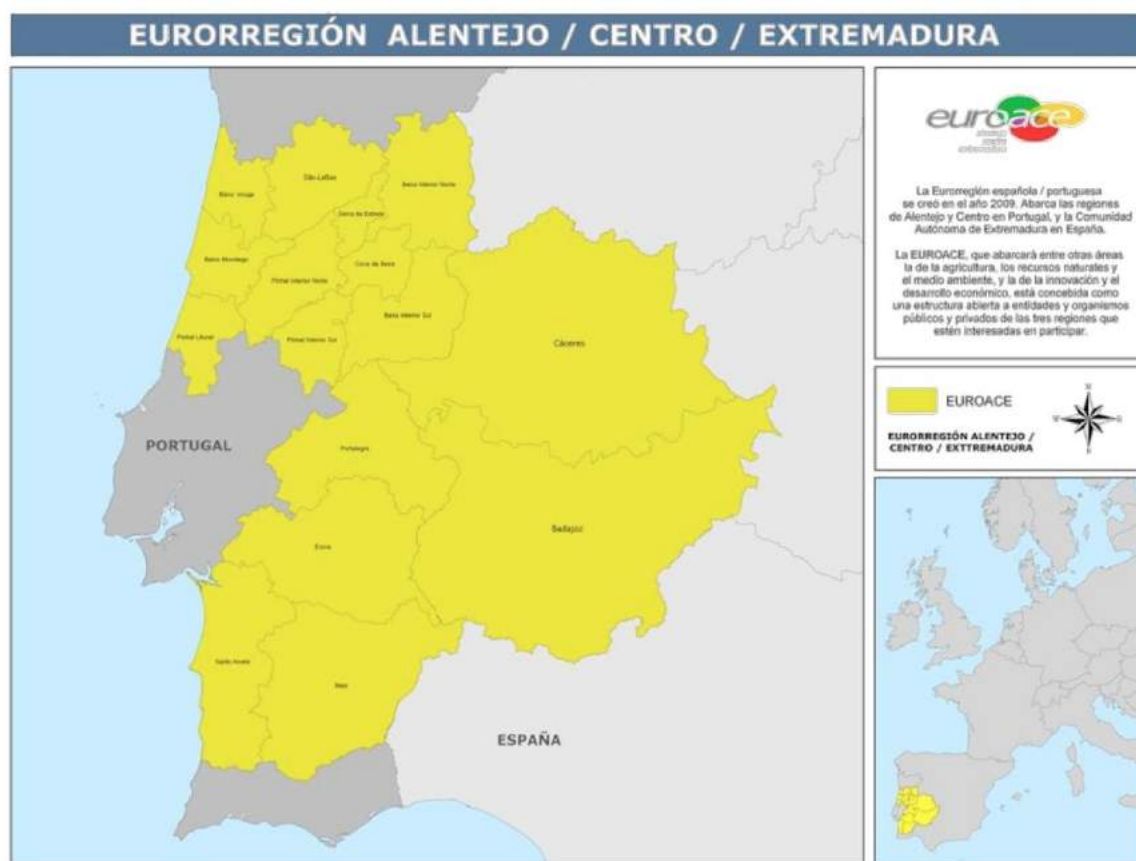 EURORREGIÓN ALENTEJO / CENTRO / EXTREMADURA
euroace
alentejo
centro
extremadura
La Eurorregión española / portuguesa
se creó en el año 2009. Abarca las regiones
de Alentejo y Centro en Portugal, y la Comunidad
Autónoma de Extremadura en España.
La EUROACE, que abarcará entre otras áreas
la de la agricultura, los recursos naturales y
el medio ambiente, y la de la innovación y el
desarrollo económico, está concebida como
una estructura abierta a entidades y organismos
públicos y privados de las tres regiones que
estén interesadas en participar.
EUROACE
EURORREGIÓN ALENTEJO /
CENTRO / EXTTREMADURA
N
W
E
S
Dão-Lafões
Baixo Vouga
Beira Interior Norte
Serra da Estrela
Baixo Mondego
Cova da Beira
Pinhal Interior Norte
Beira Interior Sul
Pinhal Litoral
Pinhal Interior Sul
Cáceres
PORTUGAL
Portalegre
Badajoz
Évora
Beja
ESPAÑA